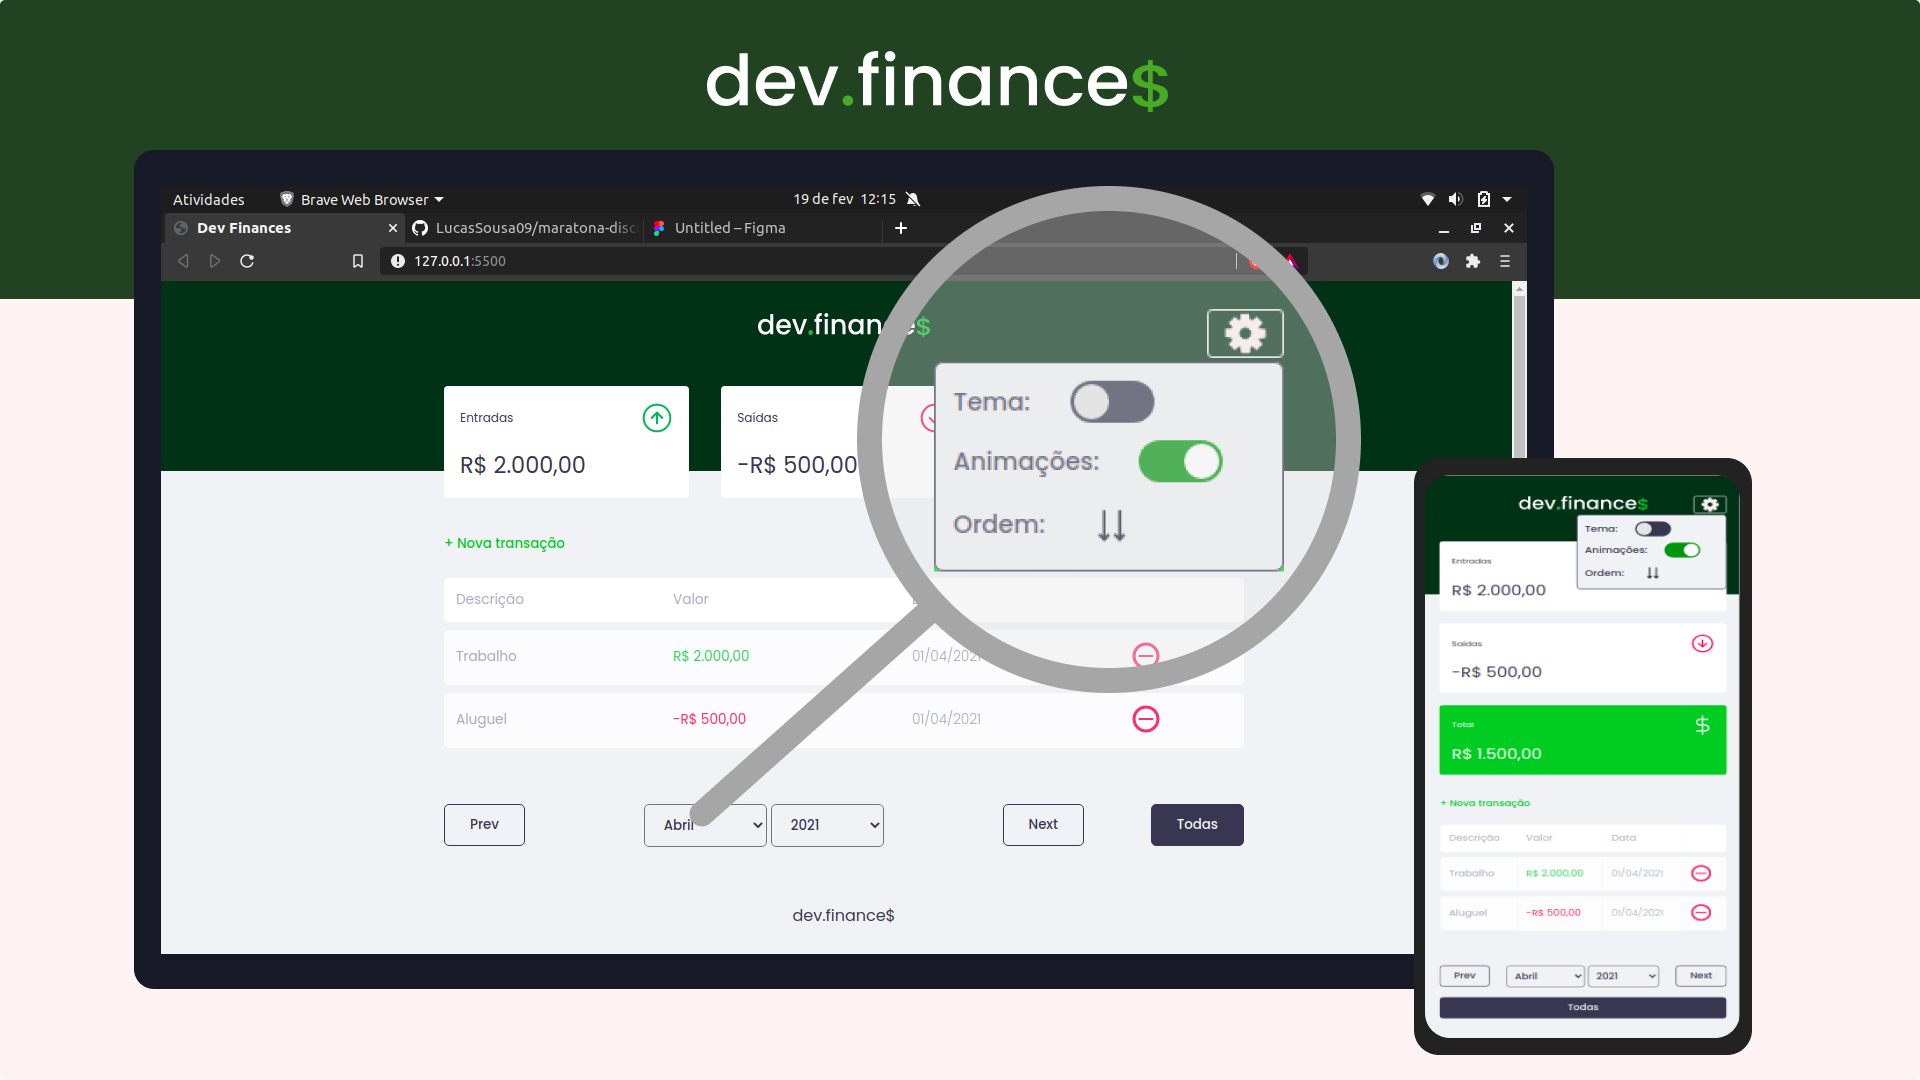 dev.finance$
Atividades
Brave Web Browser
19 de fev 12:15
Dev Finances
LucasSousa09/maratona-disc
Untitled – Figma
127.0.0.1:5500
dev.finance$
Entradas
R$ 2.000,00
Saídas
-R$ 500,00
Tema:
Animações:
Ordem:
+ Nova transação
Descrição
Valor
Trabalho
R$ 2.000,00
01/04/2021
Aluguel
-R$ 500,00
01/04/2021
Prev
Abril
2021
Next
Todas
dev.finance$
dev.finance$
Tema:
Animações:
Ordem:
Entradas
R$ 2.000,00
Saídas
-R$ 500,00
Total
R$ 1.500,00
+ Nova transação
Descrição
Valor
Data
Trabalho
R$ 2.000,00
01/04/2021
Aluguel
-R$ 500,00
01/04/2021
Prev
Abril
2021
Next
Todas